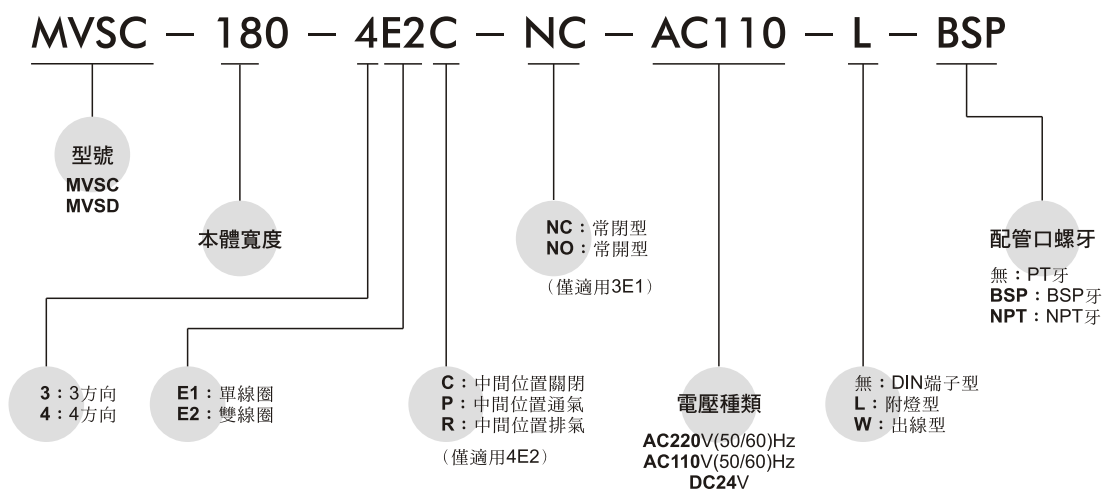 MVSC － 180 － 4E2C － NC － AC110 － L － BSP
型號
MVSC
MVSD
本體寬度
NC：常閉型
NO：常開型
（僅適用3E1）
配管口螺牙
無：PT牙
BSP：BSP牙
NPT：NPT牙
3：3方向
4：4方向
E1：單線圈
E2：雙線圈
C：中間位置關閉
P：中間位置通氣
R：中間位置排氣
（僅適用4E2）
電壓種類
AC220V(50/60)Hz
AC110V(50/60)Hz
DC24V
無：DIN端子型
L：附燈型
W：出線型